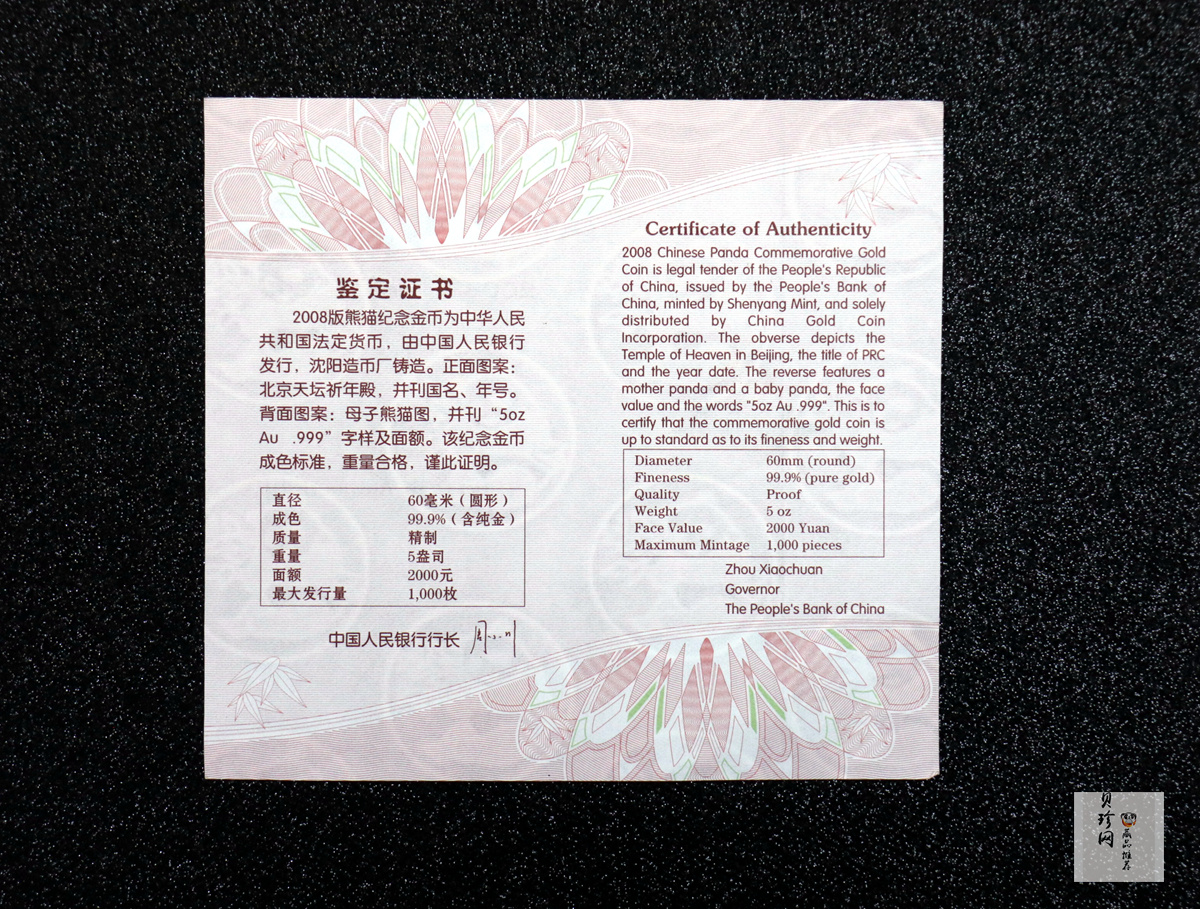 鉴定证书
2008版熊猫纪念金币为中华人民
共和国法定货币，由中国人民银行
发行，沈阳造币厂铸造。正面图案：
北京天坛祈年殿，并刊国名、年号。
背面图案：母子熊猫图，并刊“5oz
Au .999”字样及面额。该纪念金币
成色标准，重量合格，谨此证明。
直径 60毫米（圆形）
成色 99.9%（含纯金）
质量 精制
重量 5盎司
面额 2000元
最大发行量 1,000枚
中国人民银行行长
Certificate of Authenticity
2008 Chinese Panda Commemorative Gold
Coin is legal tender of the People's Republic
of China, issued by the People's Bank of
China, minted by Shenyang Mint, and solely
distributed by China Gold Coin
Incorporation. The obverse depicts the
Temple of Heaven in Beijing, the title of PRC
and the year date. The reverse features a
mother panda and a baby panda, the face
value and the words "5oz Au .999". This is to
certify that the commemorative gold coin is
up to standard as to its fineness and weight.
Diameter 60mm (round)
Fineness 99.9% (pure gold)
Quality Proof
Weight 5 oz
Face Value 2000 Yuan
Maximum Mintage 1,000 pieces
Zhou Xiaochuan
Governor
The People's Bank of China
珍网
藏品推荐